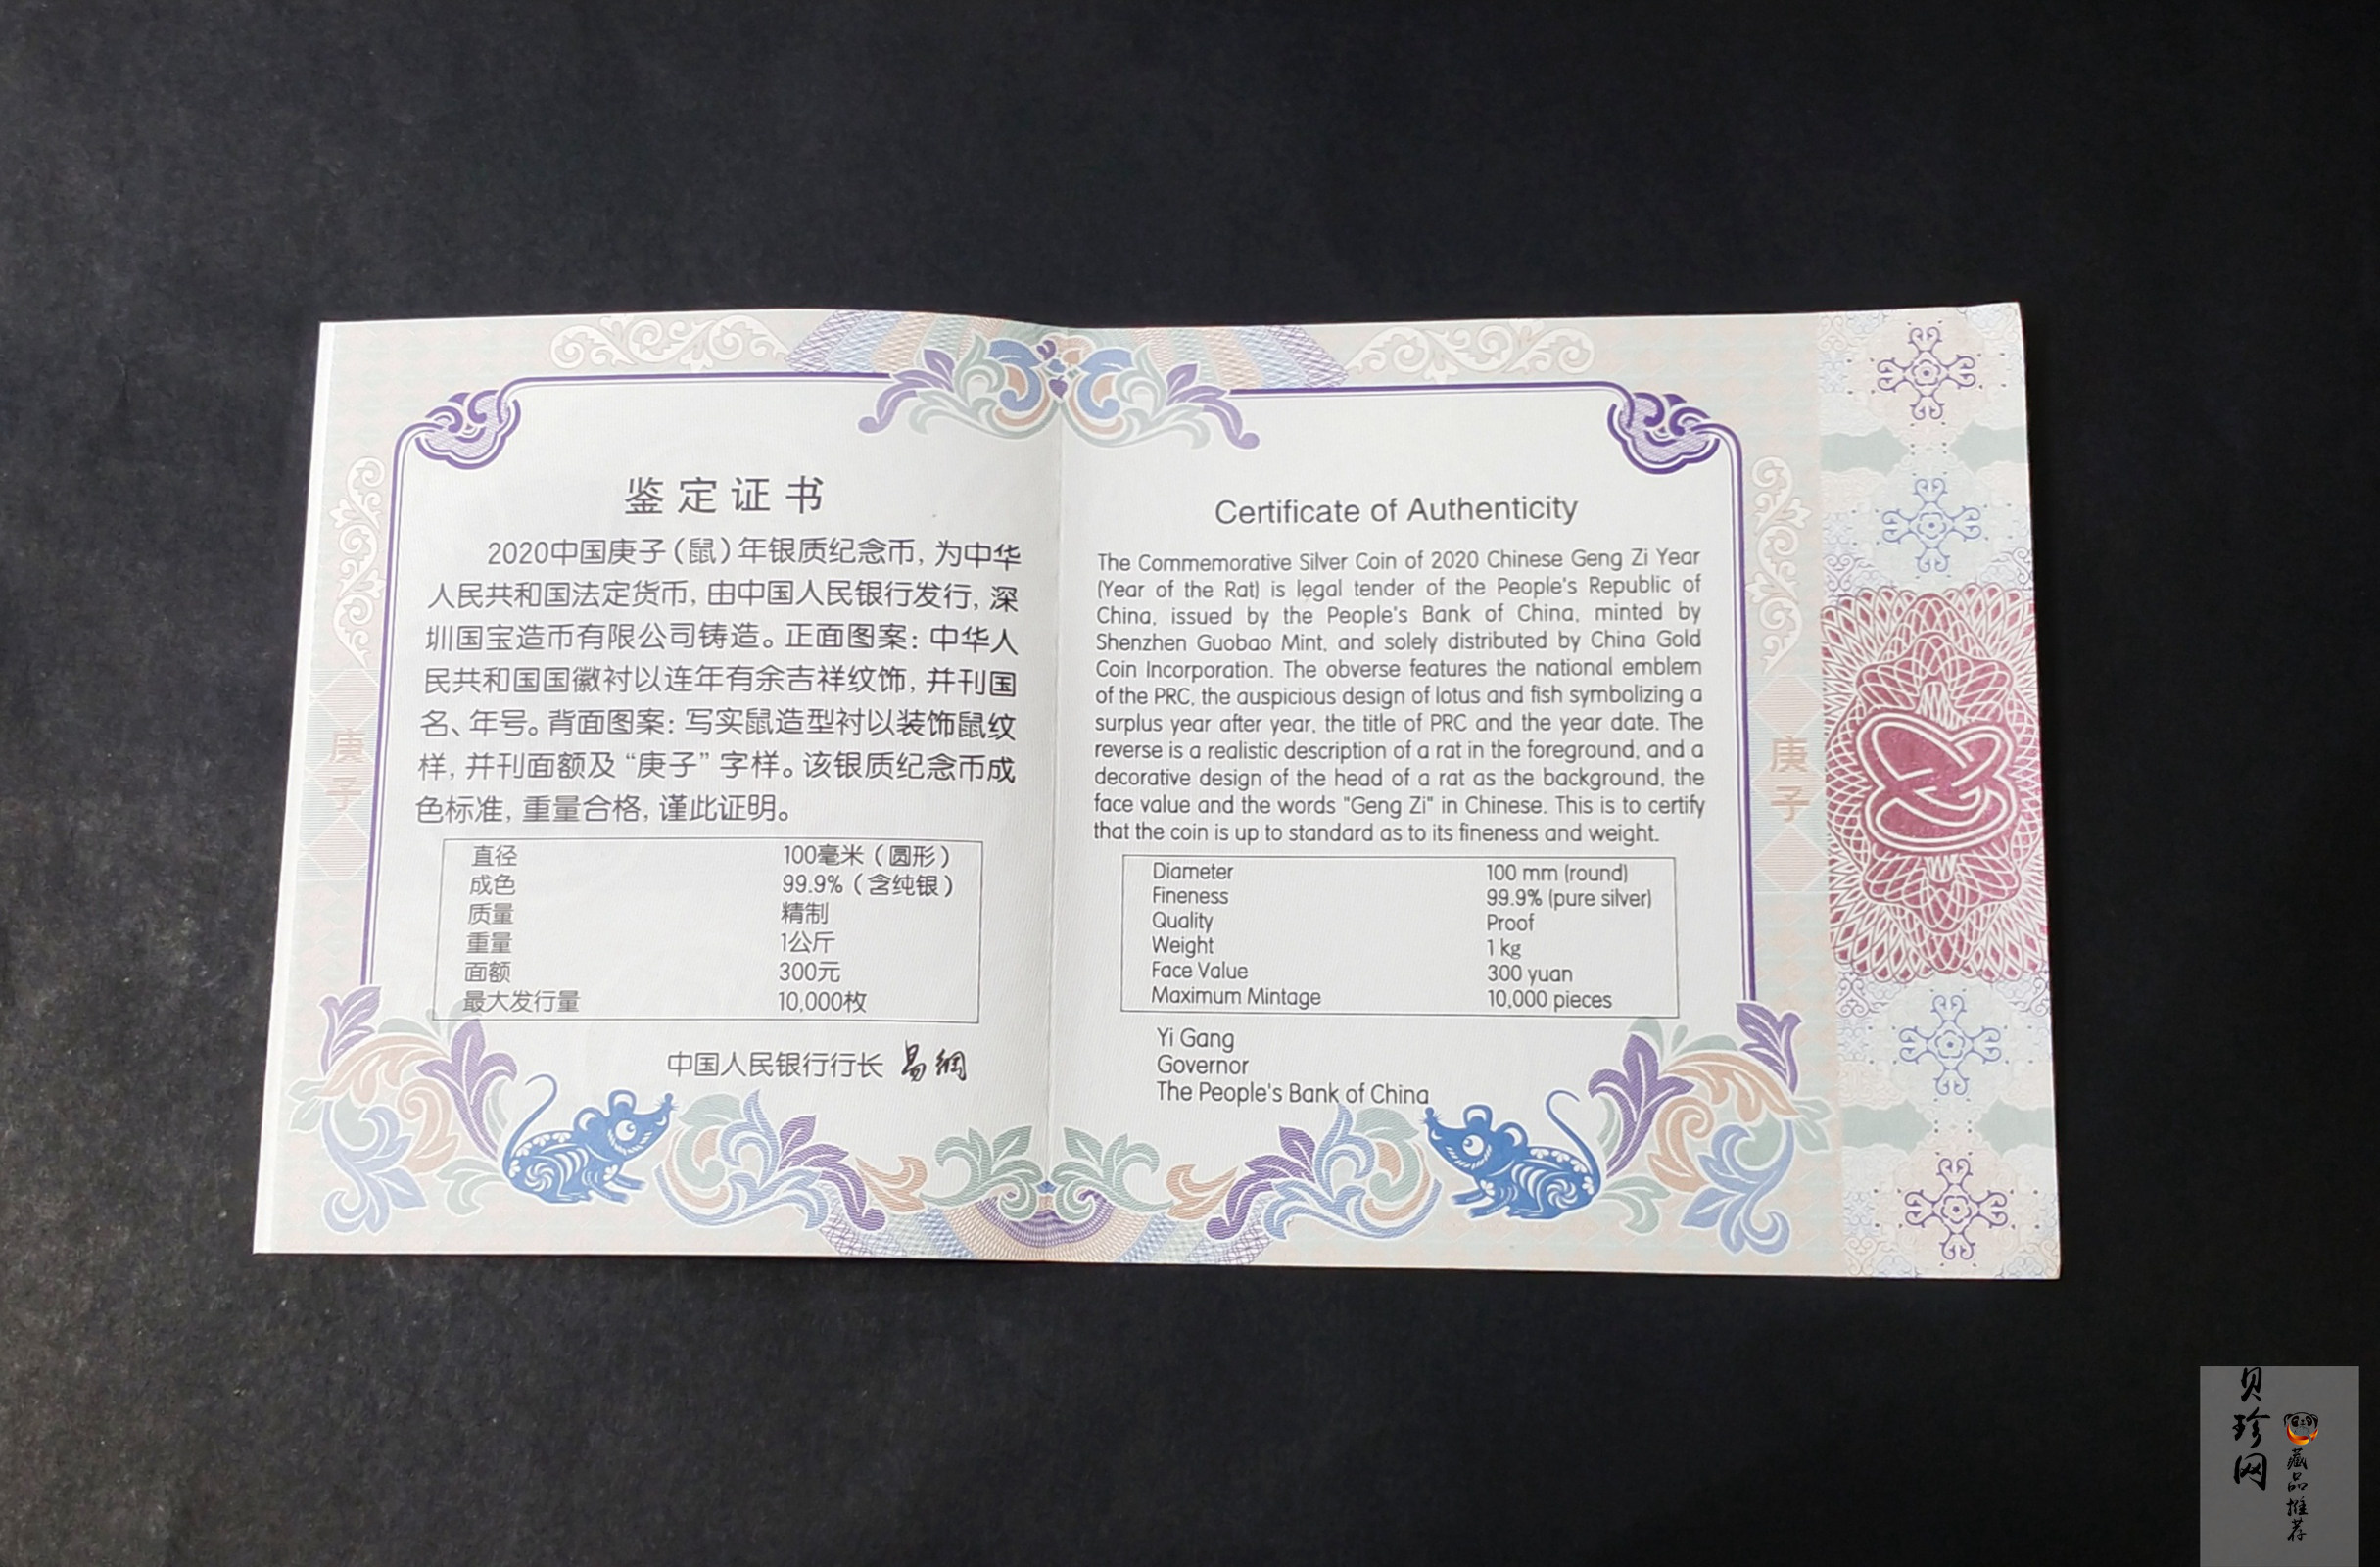 鉴定证书
2020中国庚子（鼠）年银质纪念币，为中华
人民共和国法定货币，由中国人民银行发行，深
圳国宝造币有限公司铸造。正面图案：中华人
民共和国国徽衬以连年有余吉祥纹饰，并刊国
名、年号。背面图案：写实鼠造型衬以装饰鼠纹
样，并刊面额及“庚子”字样。该银质纪念币成
色标准，重量合格，谨此证明。
直径 100毫米（圆形）
成色 99.9%（含纯银）
质量 精制
重量 1公斤
面额 300元
最大发行量 10,000枚
中国人民银行行长 易纲
庚子
Certificate of Authenticity
The Commemorative Silver Coin of 2020 Chinese Geng Zi Year
(Year of the Rat) is legal tender of the People's Republic of
China, issued by the People's Bank of China, minted by
Shenzhen Guobao Mint, and solely distributed by China Gold
Coin Incorporation. The obverse features the national emblem
of the PRC, the auspicious design of lotus and fish symbolizing a
surplus year after year, the title of PRC and the year date. The
reverse is a realistic description of a rat in the foreground, and a
decorative design of the head of a rat as the background, the
face value and the words "Geng Zi" in Chinese. This is to certify
that the coin is up to standard as to its fineness and weight.
Diameter 100 mm (round)
Fineness 99.9% (pure silver)
Quality Proof
Weight 1 kg
Face Value 300 yuan
Maximum Mintage 10,000 pieces
Yi Gang
Governor
The People's Bank of China
庚子
贝珍网
藏品推荐